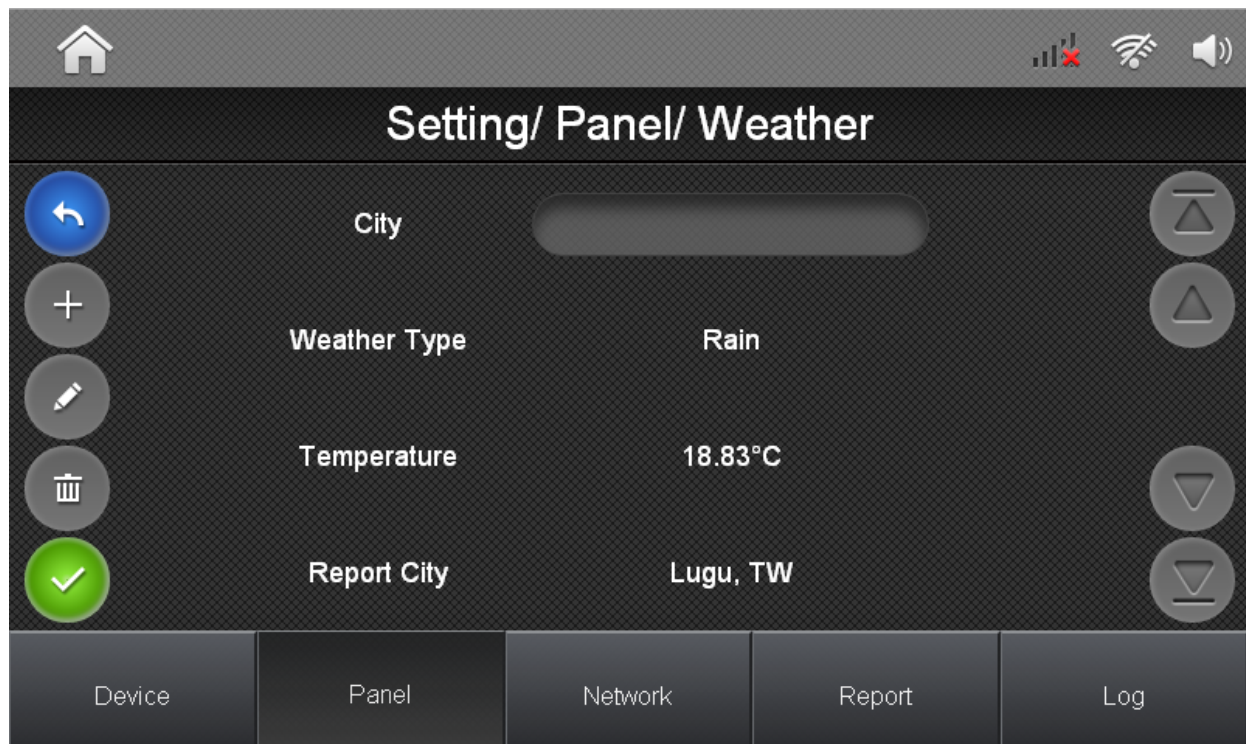 Setting/ Panel/ Weather
City
Weather Type Rain
Temperature 18.83°C
Report City Lugu, TW
Device Panel Network Report Log